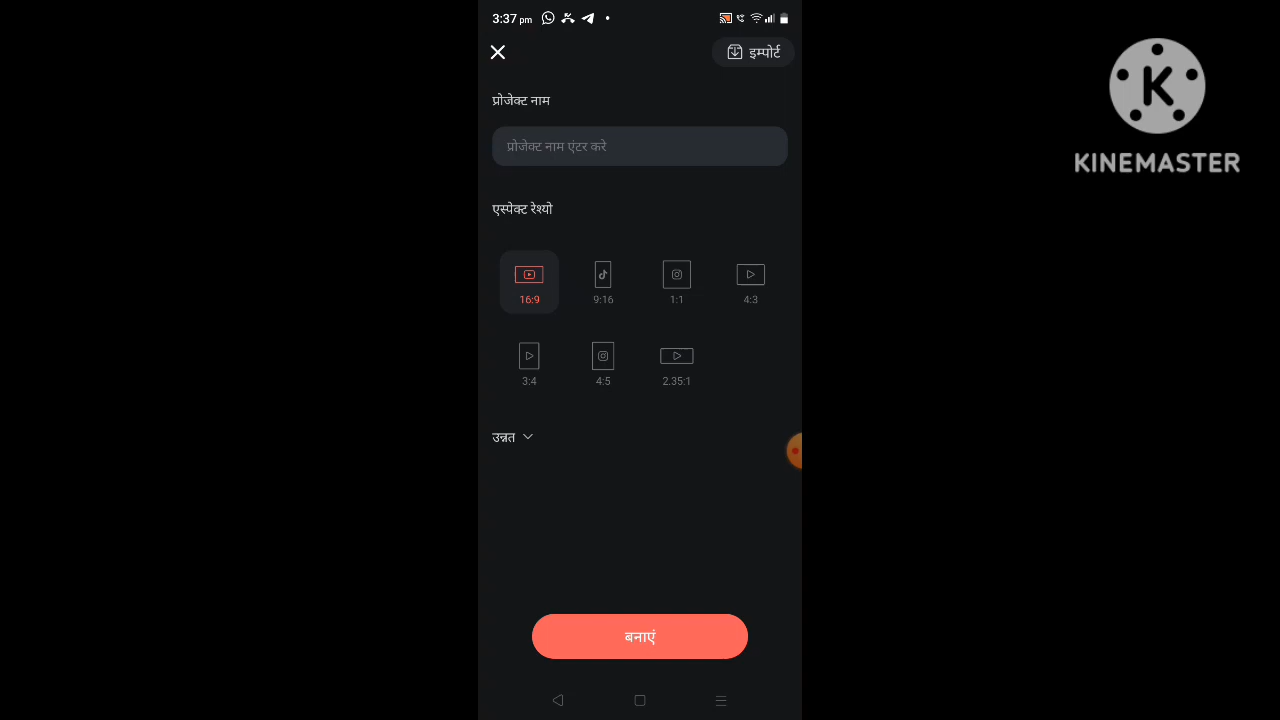 3:37 pm
इम्पोर्ट
प्रोजेक्ट नाम
प्रोजेक्ट नाम एंटर करे
एस्पेक्ट रेश्यो
16:9
9:16
1:1
4:3
3:4
4:5
2.35:1
उन्नत
बनाएं
K
KINEMASTER